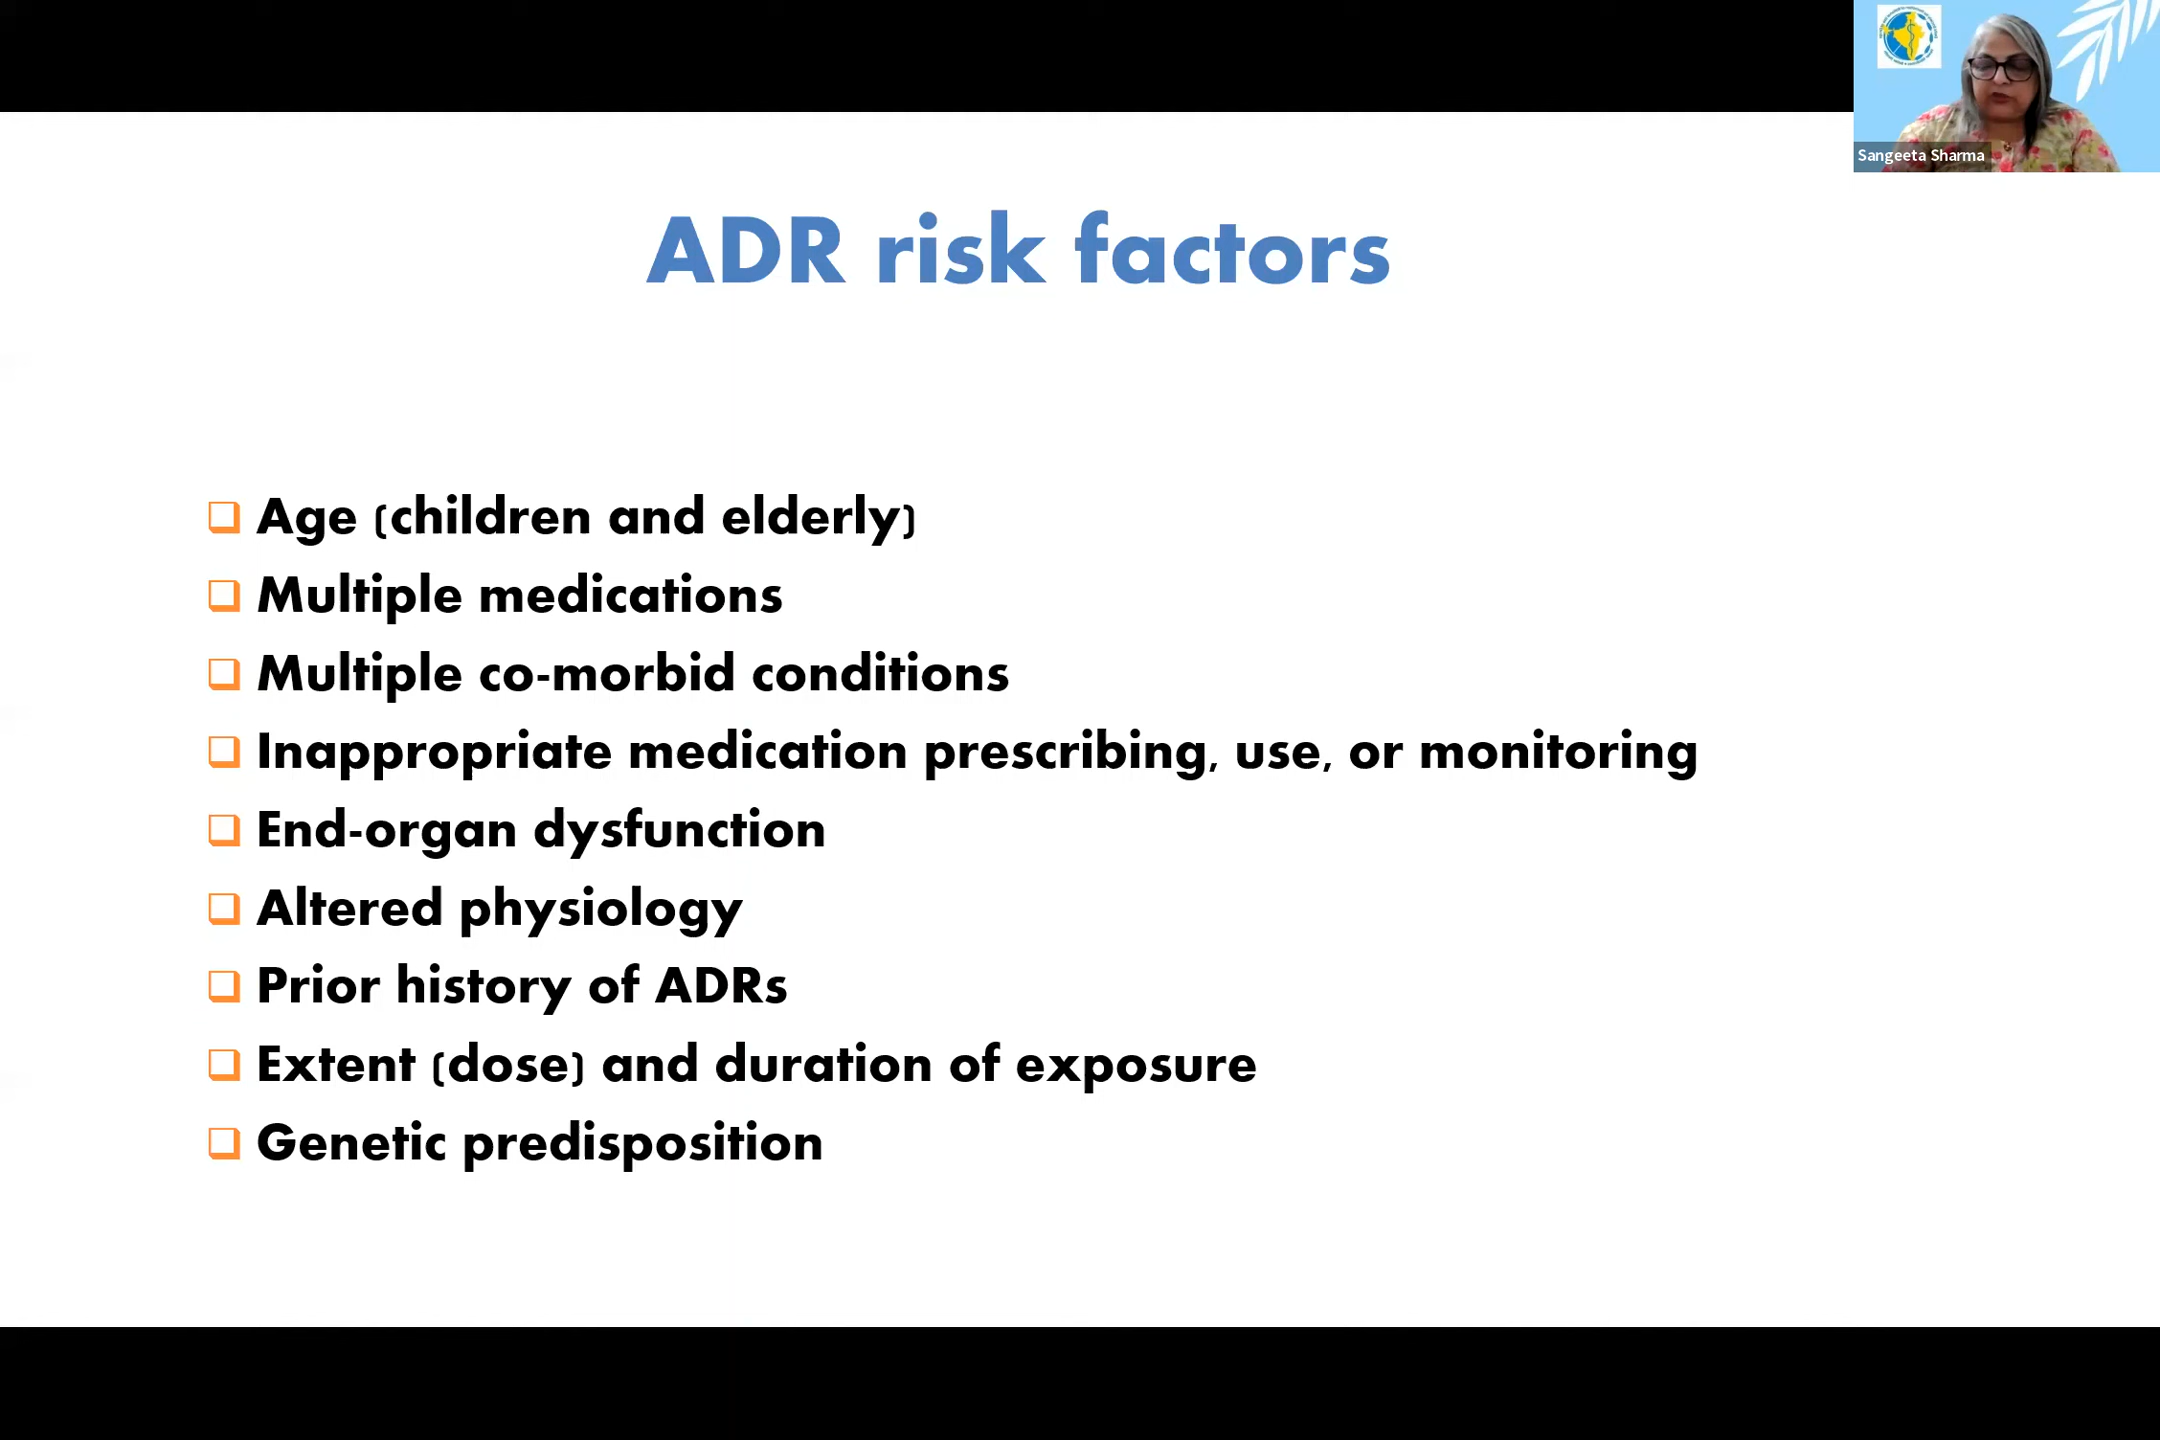 Sangeeta Sharma
ADR risk factors
Age (children and elderly)
Multiple medications
Multiple co-morbid conditions
Inappropriate medication prescribing, use, or monitoring
End-organ dysfunction
Altered physiology
Prior history of ADRs
Extent (dose) and duration of exposure
Genetic predisposition